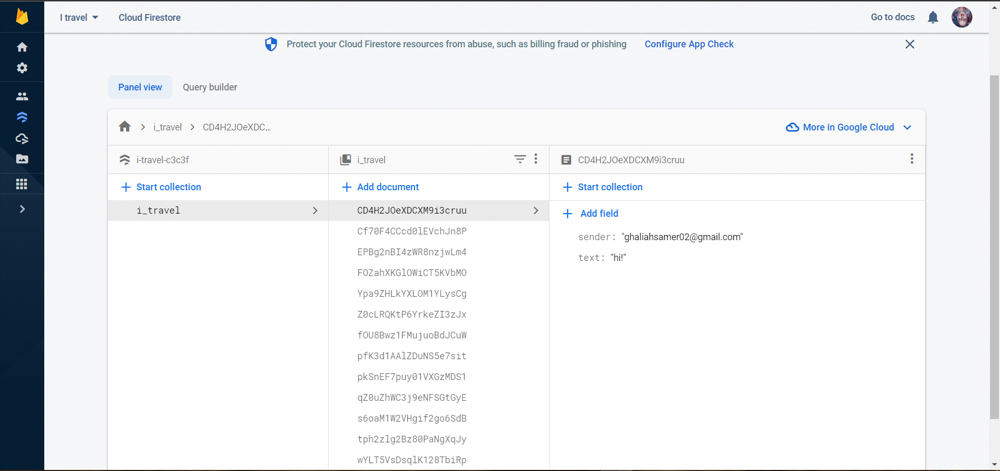 I travel
Cloud Firestore
Go to docs
Protect your Cloud Firestore resources from abuse, such as billing fraud or phishing
Configure App Check
Panel view
Query builder
i_travel
CD4H2JOeXDC...
More in Google Cloud
i-travel-c3c3f
i_travel
CD4H2JOeXDCXM9i3cruu
Start collection
Add document
Start collection
i_travel
CD4H2JOeXDCXM9i3cruu
Add field
Cf70F4CCcd0lEVchJn8P
sender: "ghaliahsamer02@gmail.com"
EPBg2nBI4zWR8nzjwLm4
text: "hi!"
FOZahXKGlOWiCT5KVbMO
Ypa9ZHLkYXLOM1YLysCg
Z0cLRQKtP6YrkeZI3zJx
fOU8Bwz1FMujuoBdJCuW
pfK3d1AAlZDuNS5e7sit
pkSnEF7puy01VXGzMDS1
qZ0uZhWC3j9eNFSGtGyE
s6oaM1W2VHgif2go6SdB
tph2zlg2Bz80PaNgXqJy
wYLT5VsDsqlK128TbiRp